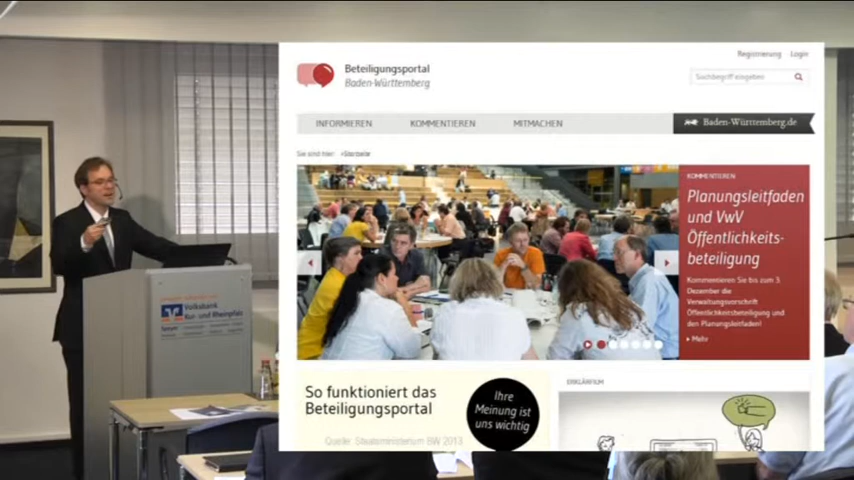 Registrierung Login
Beteiligungsportal
Baden-Württemberg
Suchbegriff eingeben
INFORMIEREN KOMMENTIEREN MITMACHEN
Baden-Württemberg.de
Sie sind hier: Startseite
KOMMENTIEREN
Planungsleitfaden
und VwV
Öffentlichkeits-
beteiligung
Kommentieren Sie bis zum 3.
Dezember die
Verwaltungsvorschrift
Öffentlichkeitsbeteiligung und
den Planungsleitfaden!
Mehr
Volksbank
Kur- und Rheinpfalz
forum
So funktioniert das
Beteiligungsportal
Ihre
Meinung ist
uns wichtig
ERKLÄRFILM
Quelle: Staatsministerium BW 2013